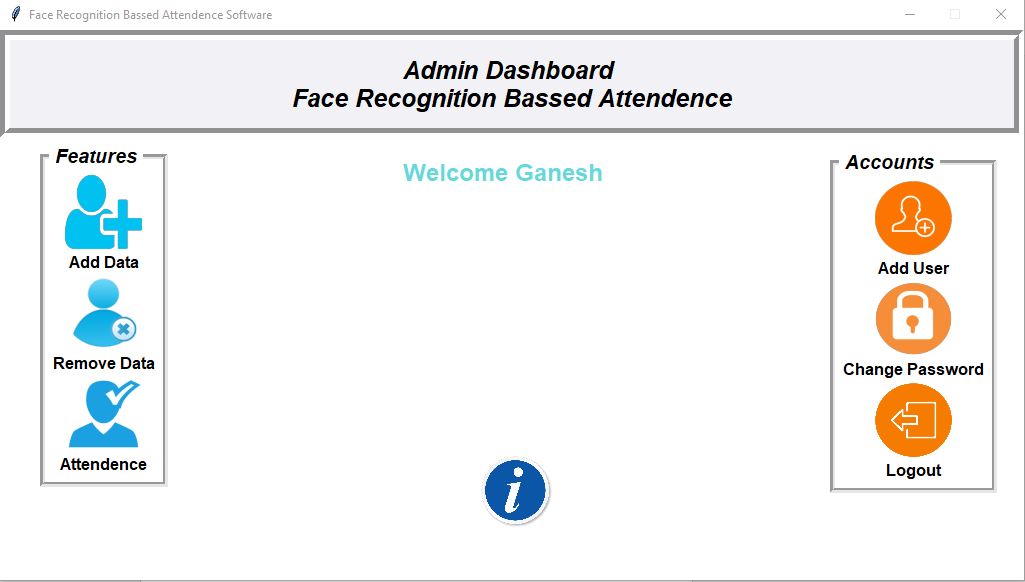 Face Recognition Bassed Attendence Software
Admin Dashboard
Face Recognition Bassed Attendence
Features
Add Data
Remove Data
Attendence
Welcome Ganesh
i
Accounts
Add User
Change Password
Logout